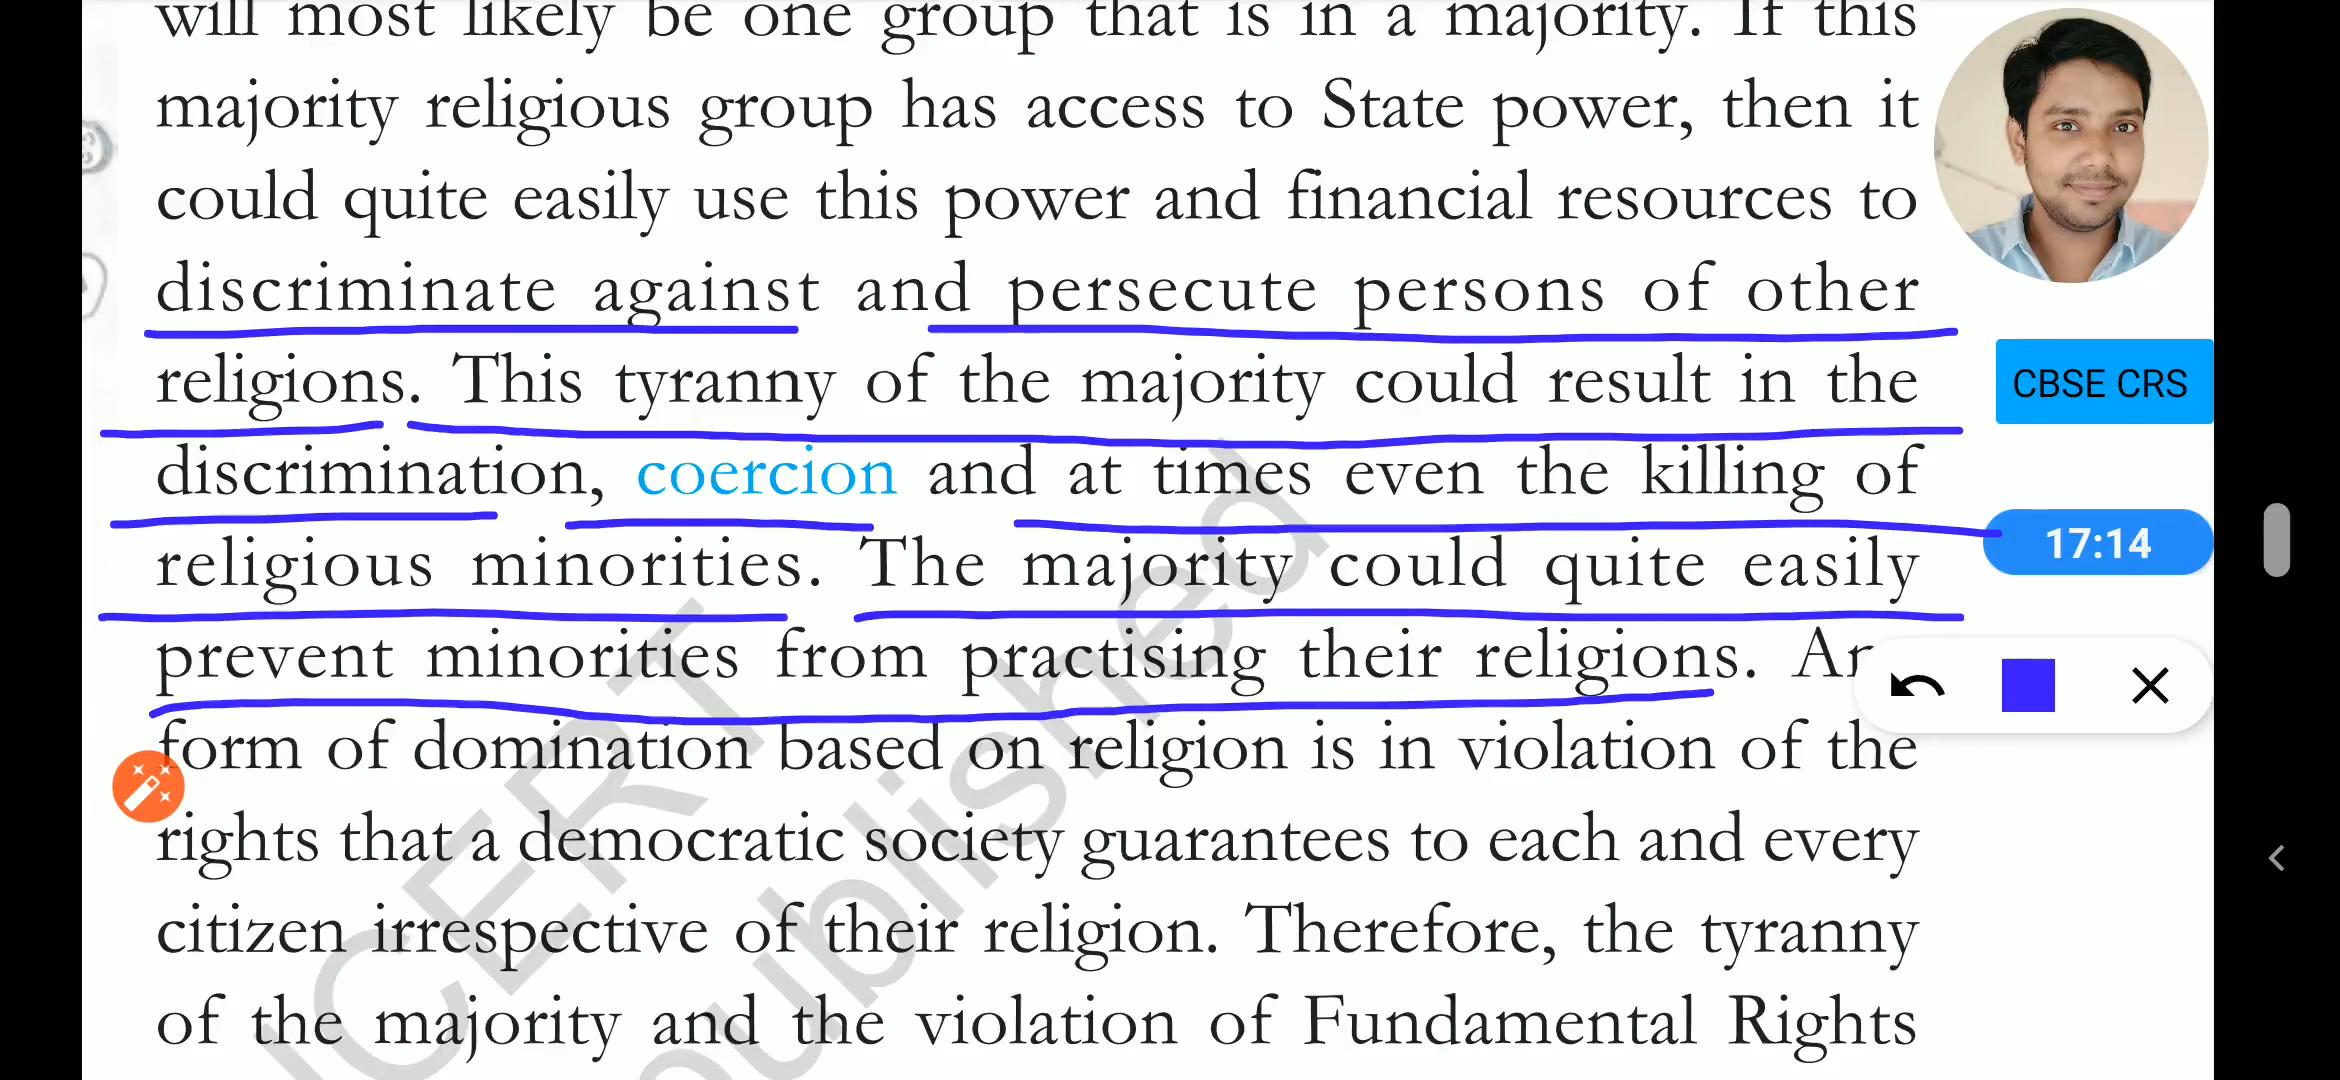 will most likely be one group that is in a majority. If this
majority religious group has access to State power, then it
could quite easily use this power and financial resources to
discriminate against and persecute persons of other
religions. This tyranny of the majority could result in the
discrimination, coercion and at times even the killing of
religious minorities. The majority could quite easily
prevent minorities from practising their religions.
form of domination based on religion is in violation of the
rights that a democratic society guarantees to each and every
citizen irrespective of their religion. Therefore, the tyranny
of the majority and the violation of Fundamental Rights
CBSE CRS
17:14